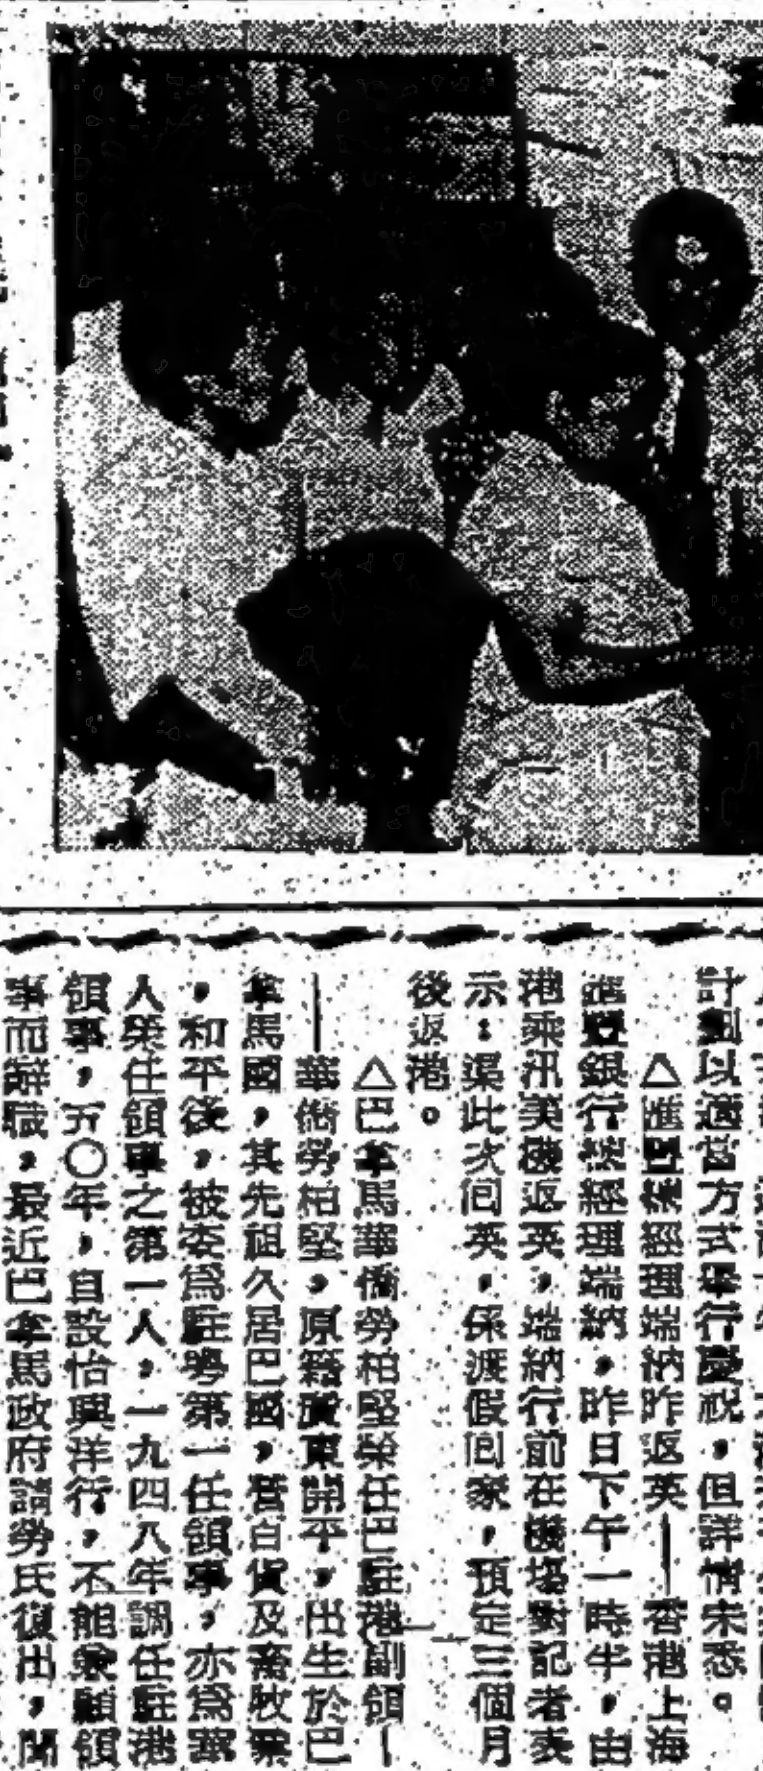 計劃以適當方式舉行慶祝，但詳情未悉。
△匯豐總經理端納昨返英——香港上海
匯豐銀行總經理端納，昨日下午一時半，由
港乘汎美機返英，端納行前在機塲對記者表
示：渠此次回英，係渡假回家，預定三個月
後返港。
△巴拿馬華僑勞柏堅榮任巴駐港副領—
—華僑勞柏堅，原籍廣東開平，出生於巴
拿馬國，其先祖久居巴國，營白貨及畜牧業
，和平後，被委爲駐粤第一任領事，亦爲華
人榮任領事之第一人，一九四八年調任駐港
領事，五〇年，自設怡興洋行，不能兼顧領
事而辭職，最近巴拿馬政府請勞氏復出，聞